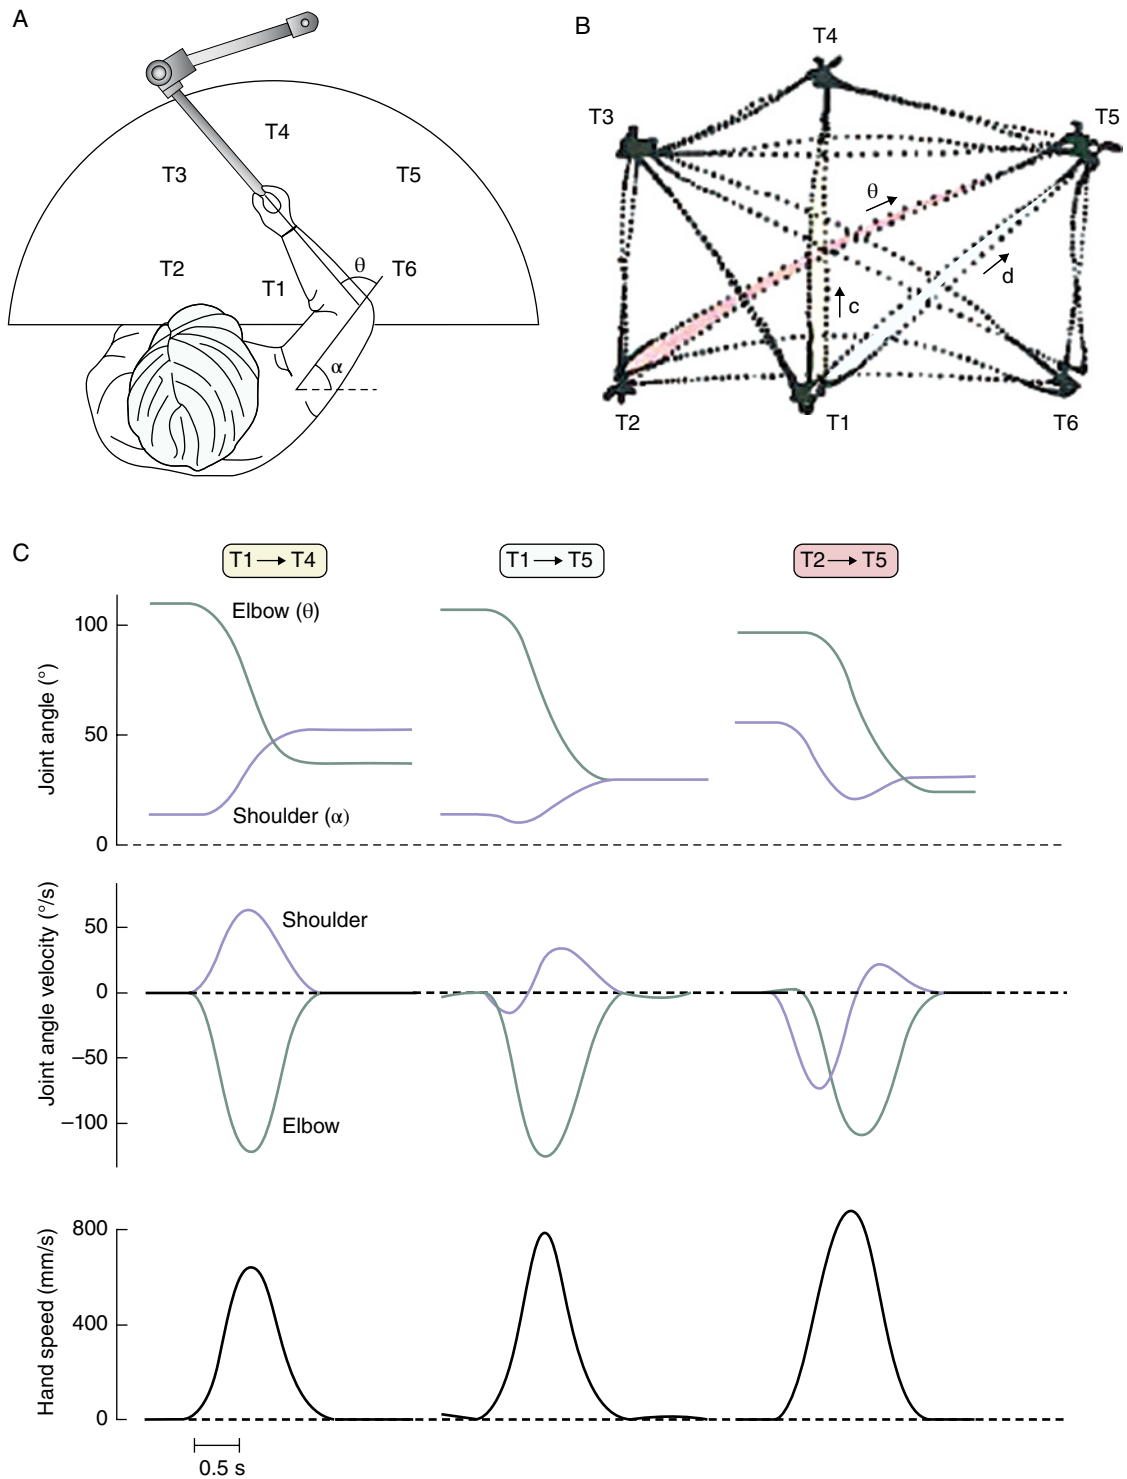 A
T4
T3
T5
T2
T1
θ
T6
α
B
T4
T3
T5
θ
c
d
T2
T1
T6
C
T1 → T4
T1 → T5
T2 → T5
Joint angle (°)
100
50
0
Elbow (θ)
Shoulder (α)
Joint angle velocity (°/s)
50
0
–50
–100
Shoulder
Elbow
Hand speed (mm/s)
800
400
0
0.5 s